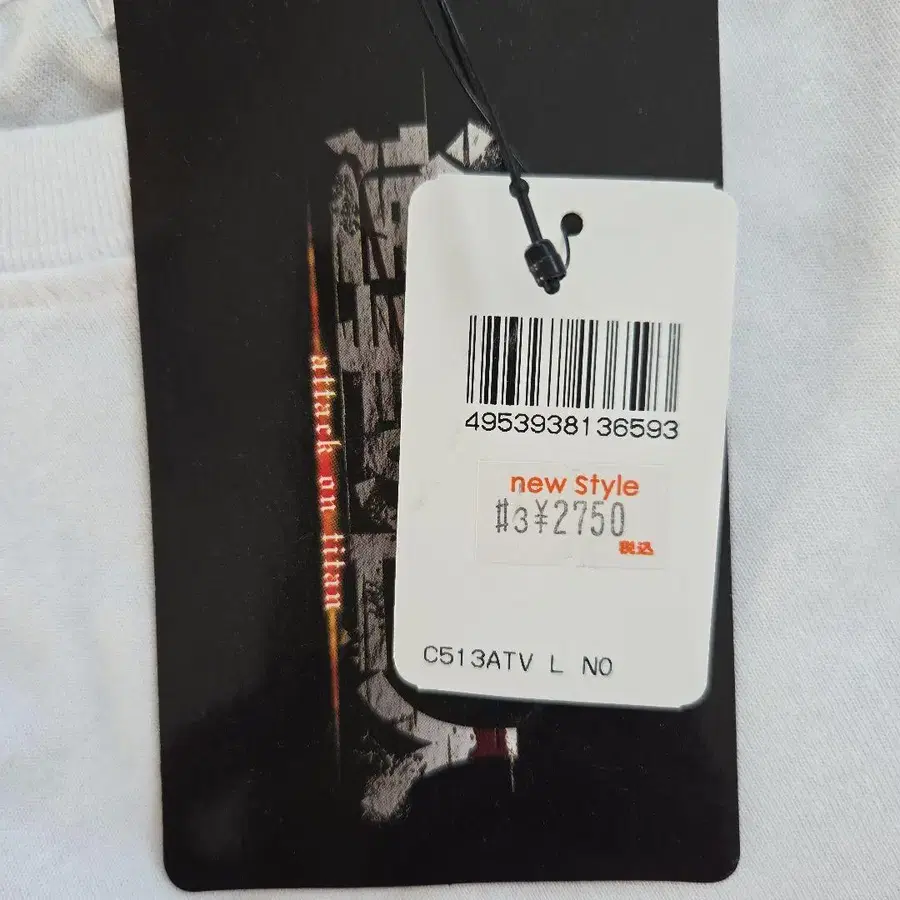 attack on titan
4953938136593
new style
#3¥2750
税込
C513ATV L NO